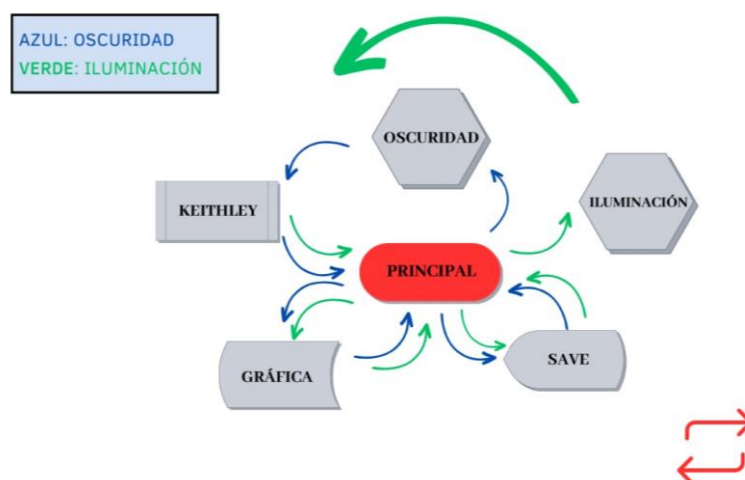 AZUL: OSCURIDAD
VERDE: ILUMINACIÓN
OSCURIDAD
KEITHLEY
ILUMINACIÓN
PRINCIPAL
GRÁFICA
SAVE